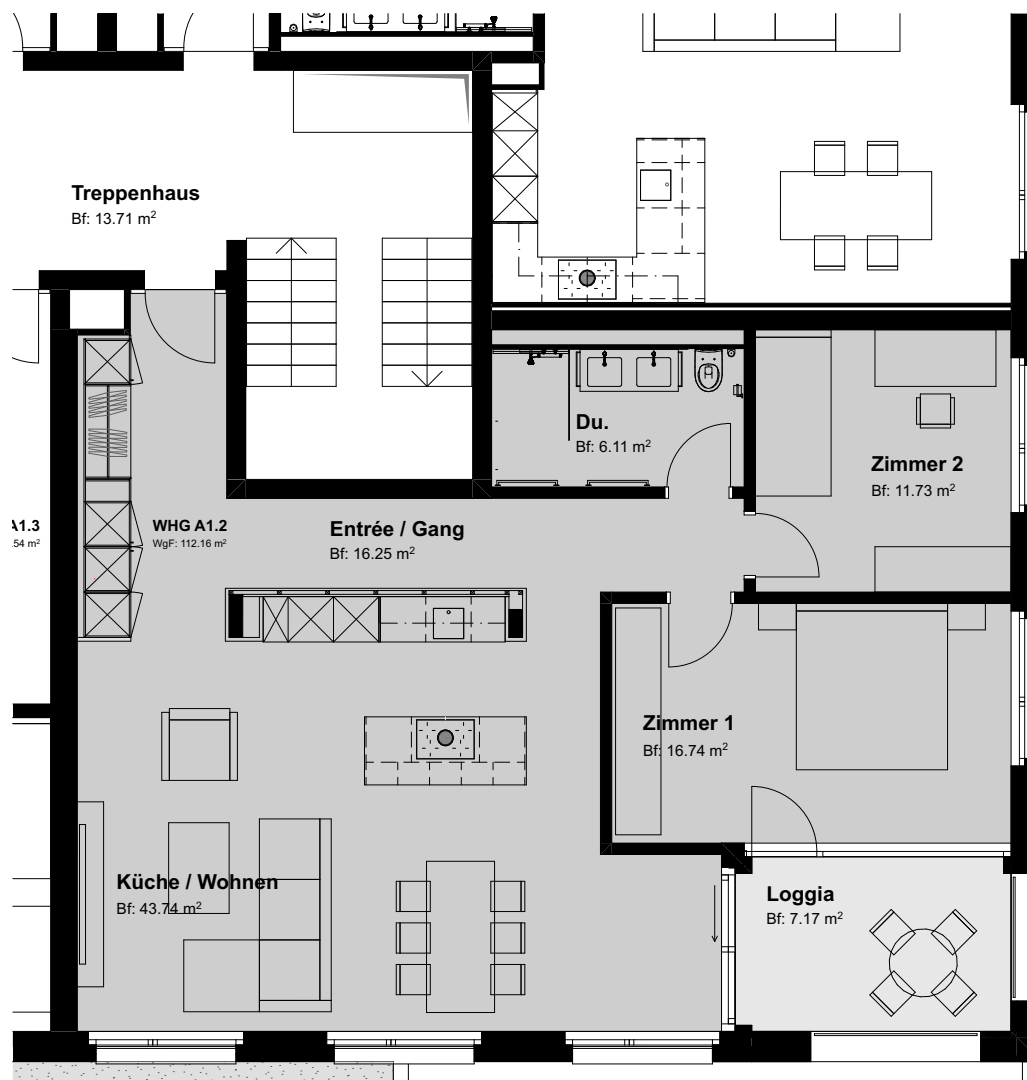 Treppenhaus
Bf: 13.71 m²
Du.
Bf: 6.11 m²
Zimmer 2
Bf: 11.73 m²
A1.3
.54 m²
WHG A1.2
WgF: 112.16 m²
Entrée / Gang
Bf: 16.25 m²
Zimmer 1
Bf: 16.74 m²
Küche / Wohnen
Bf: 43.74 m²
Loggia
Bf: 7.17 m²